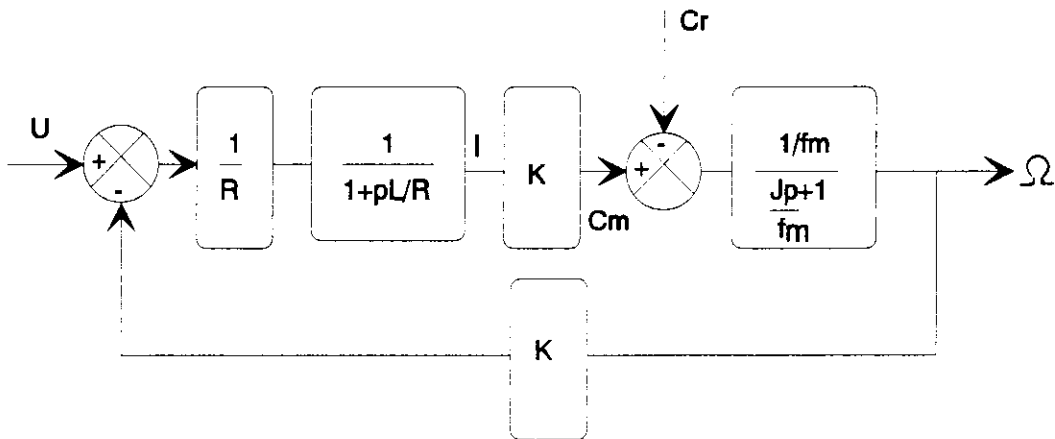 Cr
U
+
-
1
R
1
1+pL/R
I
K
Cm
-
+
1/fm
Jp+1
fm
Ω
K